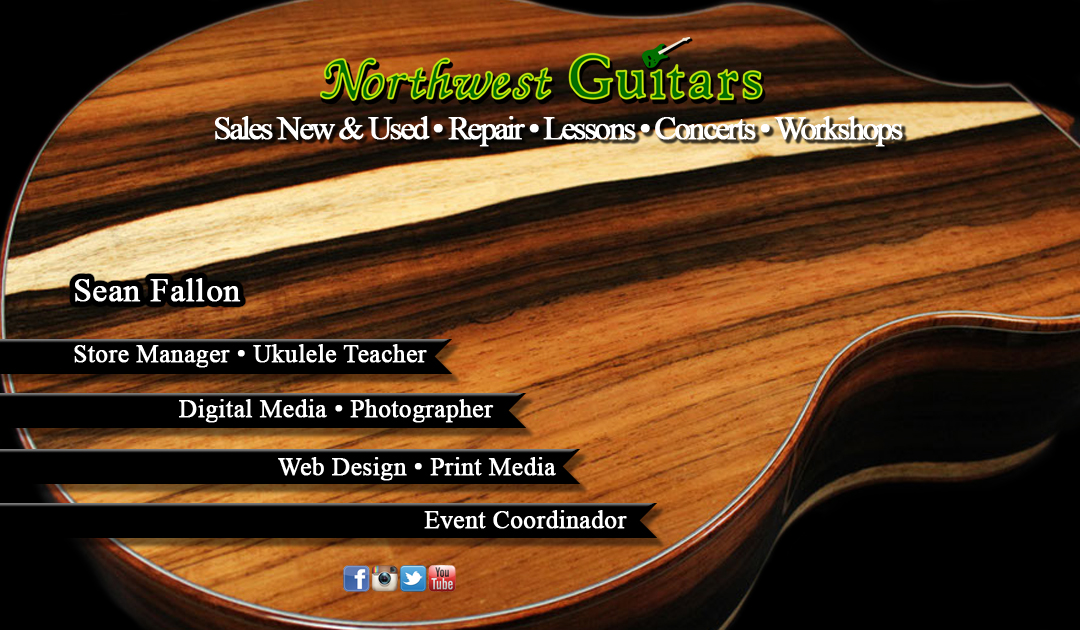 Northwest Guitars
Sales New & Used • Repair • Lessons • Concerts • Workshops
Sean Fallon
Store Manager • Ukulele Teacher
Digital Media • Photographer
Web Design • Print Media
Event Coordinador
f You Tube